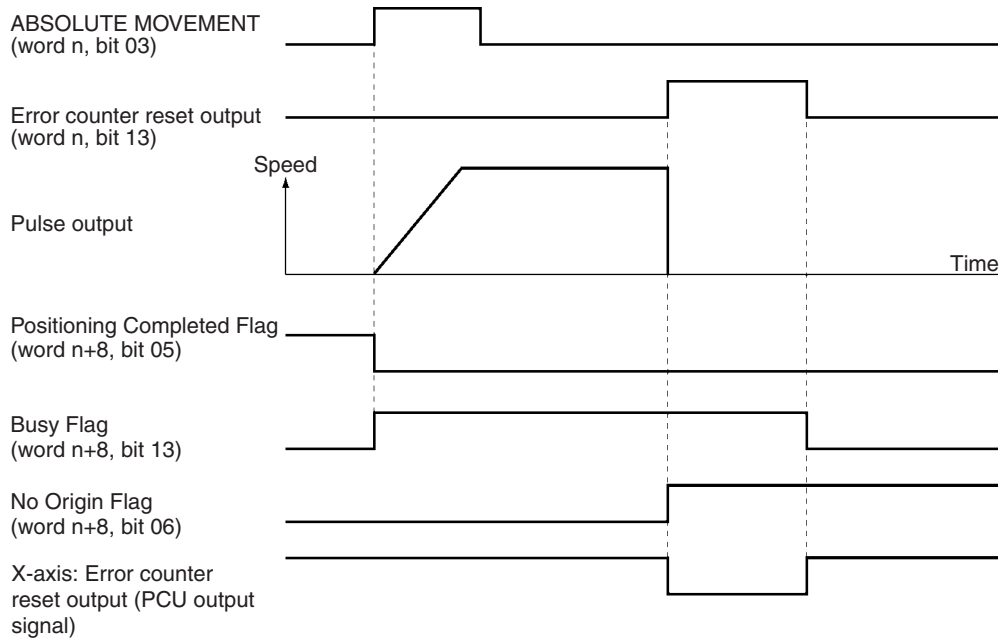 ABSOLUTE MOVEMENT
(word n, bit 03)
Error counter reset output
(word n, bit 13)
Speed
Pulse output
Time
Positioning Completed Flag
(word n+8, bit 05)
Busy Flag
(word n+8, bit 13)
No Origin Flag
(word n+8, bit 06)
X-axis: Error counter
reset output (PCU output
signal)